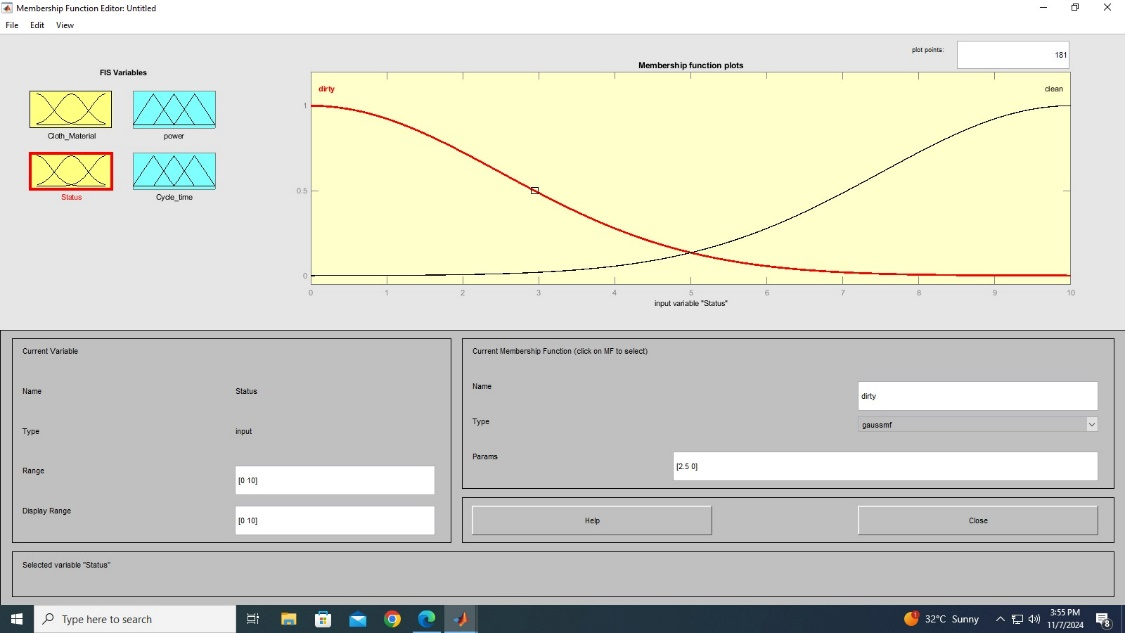 Membership Function Editor: Untitled
File Edit View
plot points: 181
FIS Variables
Membership function plots
dirty clean
Cloth_Material power
Status Cycle_time
1
0.5
0
0 1 2 3 4 5 6 7 8 9 10
input variable "Status"
Current Variable
Name Status
Type input
Range [0 10]
Display Range [0 10]
Current Membership Function (click on MF to select)
Name dirty
Type gaussmf
Params [2.5 0]
Help Close
Selected variable "Status"
Type here to search
1 32°C Sunny
3:55 PM
11/7/2024
8